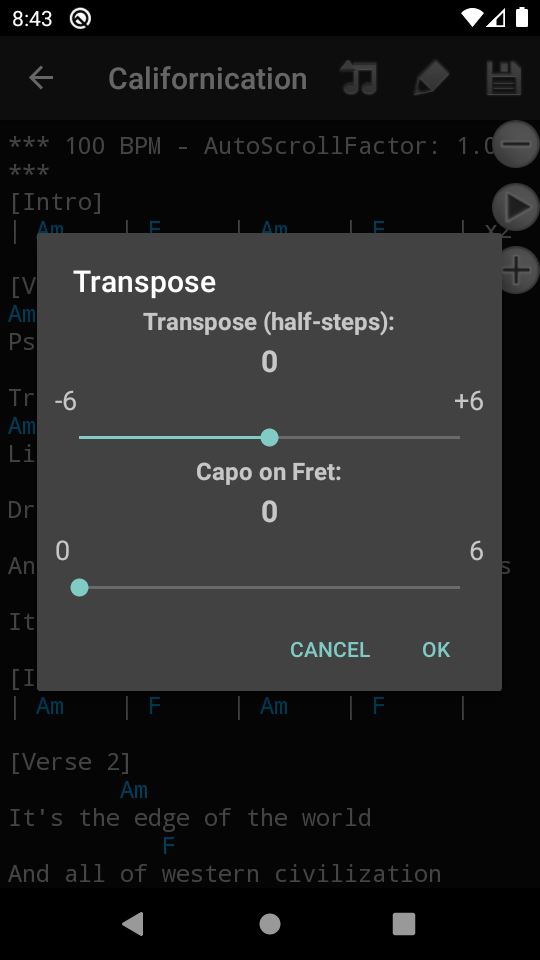 8:43
Californication
*** 100 BPM - AutoScrollFactor: 1.0
***
[Intro]
| Am | F | Am | F | x2
[V
Am
Ps
Transpose
Transpose (half-steps):
0
-6 +6
Capo on Fret:
0
0 6
CANCEL OK
Tr
Am
Li
Dr
An s
It
[I
| Am | F | Am | F |
[Verse 2]
Am
It's the edge of the world
F
And all of western civilization